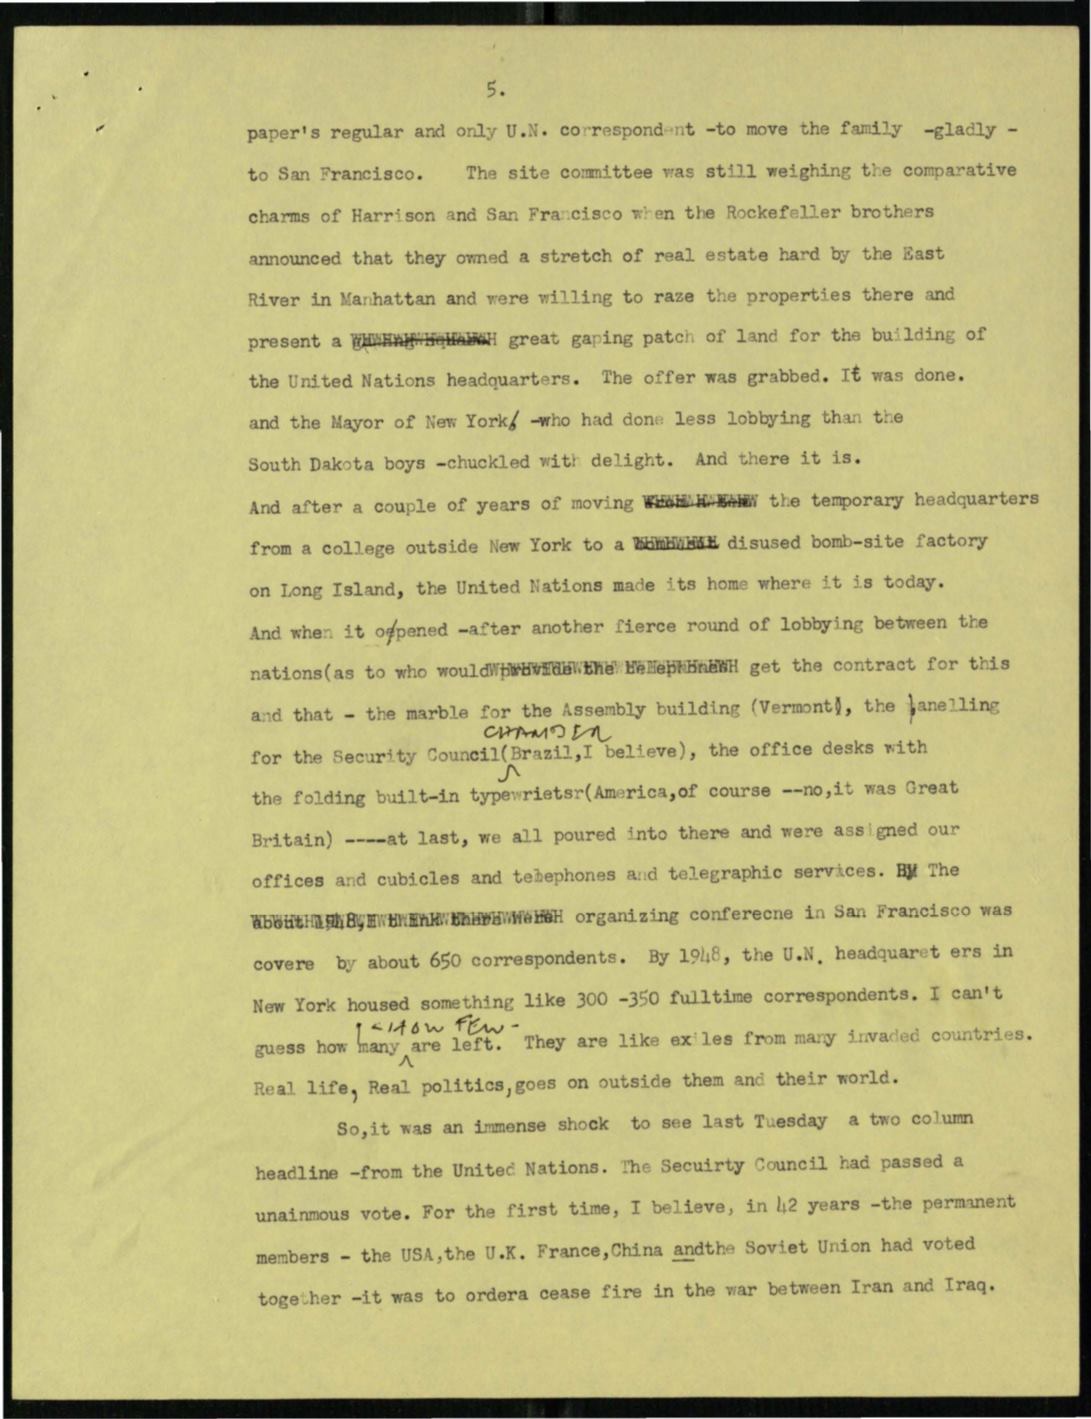 5.
paper's regular and only U.N. correspondent -to move the family -gladly -
to San Francisco. The site committee was still weighing the comparative
charms of Harrison and San Francisco when the Rockefeller brothers
announced that they owned a stretch of real estate hard by the East
River in Manhattan and were willing to raze the properties there and
present a great gaping patch of land for the building of
the United Nations headquarters. The offer was grabbed. It was done.
and the Mayor of New York -who had done less lobbying than the
South Dakota boys -chuckled with delight. And there it is.
And after a couple of years of moving the temporary headquarters
from a college outside New York to a disused bomb-site factory
on Long Island, the United Nations made its home where it is today.
And when it opened -after another fierce round of lobbying between the
nations(as to who would get the contract for this
and that - the marble for the Assembly building (Vermont), the panelling
CHAMBER
for the Security Council(Brazil,I believe), the office desks with
the folding built-in typewrietsr(America,of course --no,it was Great
Britain) ----at last, we all poured into there and were assigned our
offices and cubicles and telephones and telegraphic services. The
organizing conferecne in San Francisco was
covere by about 650 correspondents. By 1948, the U.N. headquaret ers in
New York housed something like 300 -350 fulltime correspondents. I can't
-HOW FEW-
guess how many are left. They are like exiles from many invaded countries.
Real life, Real politics,goes on outside them and their world.
So,it was an immense shock to see last Tuesday a two column
headline -from the United Nations. The Secuirty Council had passed a
unainmous vote. For the first time, I believe, in 42 years -the permanent
members - the USA,the U.K. France,China andthe Soviet Union had voted
together -it was to ordera cease fire in the war between Iran and Iraq.